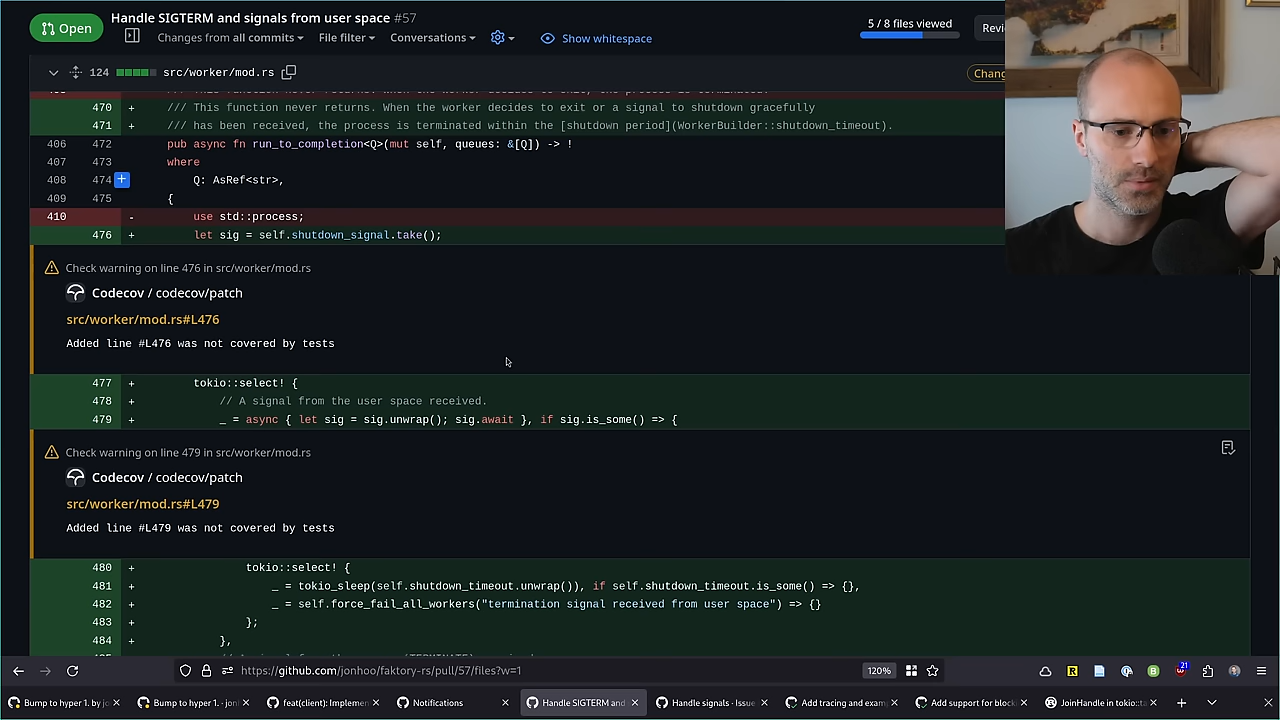 Open
Handle SIGTERM and signals from user space #57
Changes from all commits
File filter
Conversations
Show whitespace
5 / 8 files viewed
124 src/worker/mod.rs
470 + /// This function never returns. When the worker decides to exit or a signal to shutdown gracefully
471 + /// has been received, the process is terminated within the [shutdown period](WorkerBuilder::shutdown_timeout).
406 472 pub async fn run_to_completion<Q>(mut self, queues: &[Q]) -> !
407 473 where
408 474 Q: AsRef<str>,
409 475 {
410 - use std::process;
476 + let sig = self.shutdown_signal.take();
Check warning on line 476 in src/worker/mod.rs
Codecov / codecov/patch
src/worker/mod.rs#L476
Added line #L476 was not covered by tests
477 + tokio::select! {
478 + // A signal from the user space received.
479 + _ = async { let sig = sig.unwrap(); sig.await }, if sig.is_some() => {
Check warning on line 479 in src/worker/mod.rs
Codecov / codecov/patch
src/worker/mod.rs#L479
Added line #L479 was not covered by tests
480 + tokio::select! {
481 + _ = tokio_sleep(self.shutdown_timeout.unwrap()), if self.shutdown_timeout.is_some() => {},
482 + _ = self.force_fail_all_workers("termination signal received from user space") => {}
483 + };
484 + },
https://github.com/jonhoo/faktory-rs/pull/57/files?w=1
120%
21
Bump to hyper 1. by jo
Bump to hyper 1. · jon
feat(client): Implemen
Notifications
Handle SIGTERM and
Handle signals · Issue
Add tracing and exam
Add support for block
JoinHandle in tokio::ta